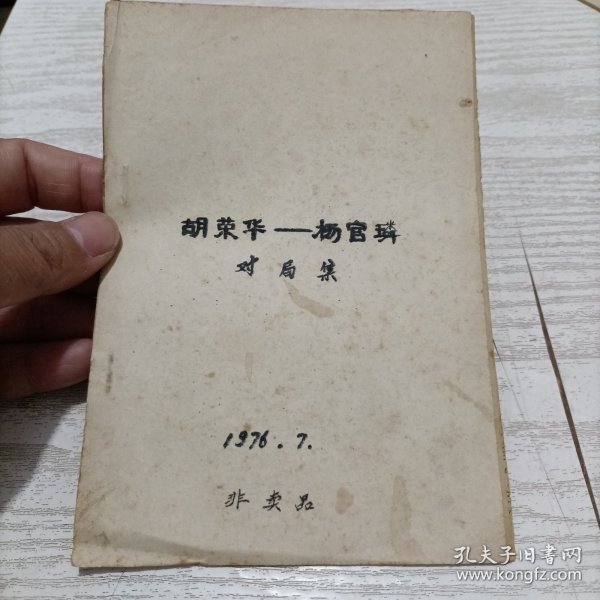 胡荣华——杨官璘
对局集
1976.7.
非卖品
孔夫子旧书网
www.kongfz.com